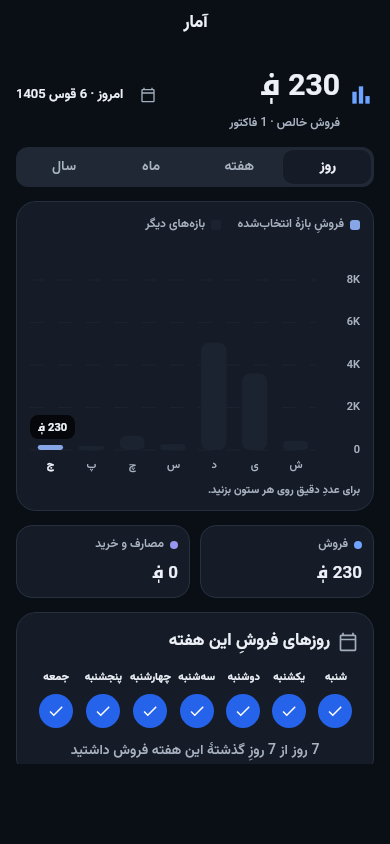 آمار
230 ؋
امروز · 6 قوس 1405
فروش خالص · 1 فاکتور
روز
هفته
ماه
سال
فروشِ بازهٔ انتخاب‌شده
بازه‌های دیگر
8K
6K
4K
2K
0
230 ؋
ش
ی
د
س
چ
پ
ج
برای عددِ دقیق روی هر ستون بزنید.
فروش
230 ؋
مصارف و خرید
0 ؋
روزهای فروشِ این هفته
شنبه
یکشنبه
دوشنبه
سه‌شنبه
چهارشنبه
پنجشنبه
جمعه
7 روز از 7 روزِ گذشتهٔ این هفته فروش داشتید